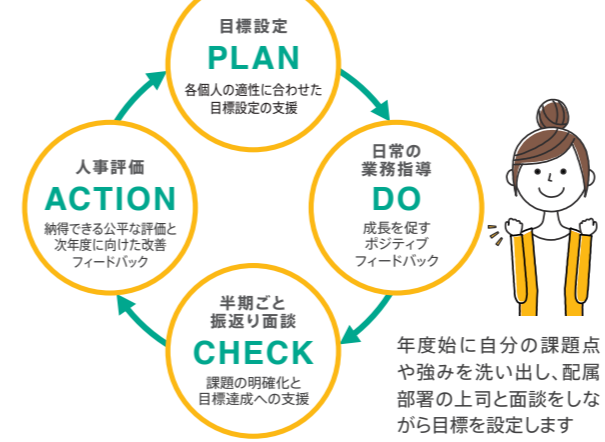 目標設定
PLAN
各個人の適性に合わせた
目標設定の支援
日常の
業務指導
DO
成長を促す
ポジティブ
フィードバック
半期ごと
振返り面談
CHECK
課題の明確化と
目標達成への支援
人事評価
ACTION
納得できる公平な評価と
次年度に向けた改善
フィードバック
年度始に自分の課題点
や強みを洗い出し、配属
部署の上司と面談をしな
がら目標を設定します